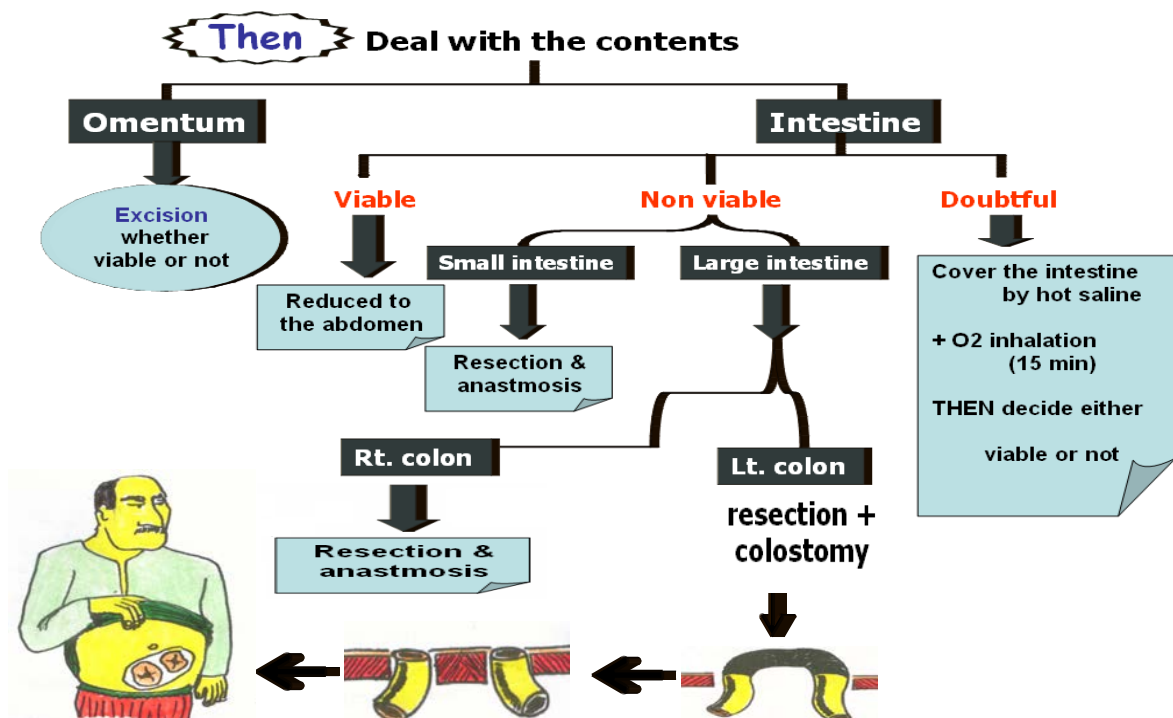 Then Deal with the contents
Omentum
Intestine
Excision
whether
viable or not
Viable
Non viable
Doubtful
Small intestine
Large intestine
Reduced to
the abdomen
Resection &
anastmosis
Cover the intestine
by hot saline
+ O2 inhalation
(15 min)
THEN decide either
viable or not
Rt. colon
Lt. colon
Resection &
anastmosis
resection +
colostomy